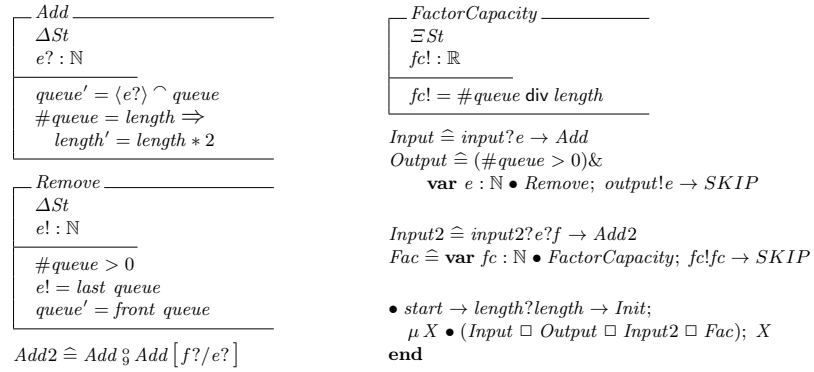 Add
ΔSt
e? : ℕ
queue′ = ⟨e?⟩ ⌢ queue
#queue = length ⇒
length′ = length ∗ 2
Remove
ΔSt
e! : ℕ
#queue > 0
e! = last queue
queue′ = front queue
Add2 ≙ Add ⨟ Add [f?/e?]
FactorCapacity
ΞSt
fc! : ℝ
fc! = #queue div length
Input ≙ input?e → Add
Output ≙ (#queue > 0)&
var e : ℕ • Remove; output!e → SKIP
Input2 ≙ input2?e?f → Add2
Fac ≙ var fc : ℕ • FactorCapacity; fc!fc → SKIP
• start → length?length → Init;
μ X • (Input □ Output □ Input2 □ Fac); X
end